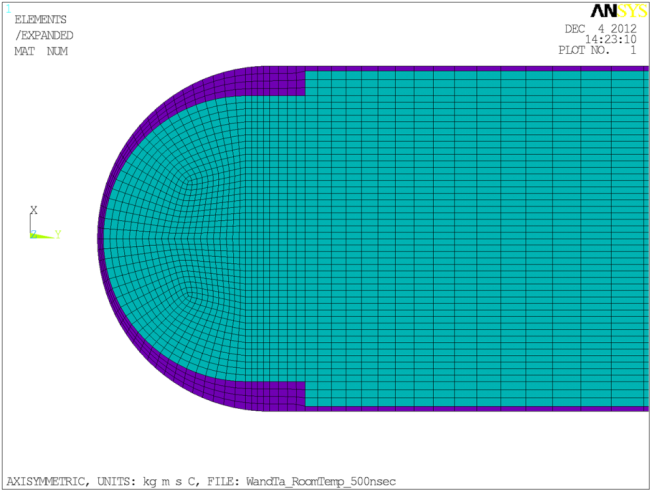 1
ELEMENTS
/EXPANDED
MAT NUM
ANSYS
DEC 4 2012
14:23:10
PLOT NO. 1
X
Z Y
AXISYMMETRIC, UNITS: kg m s C, FILE: WandTa_RoomTemp_500nsec